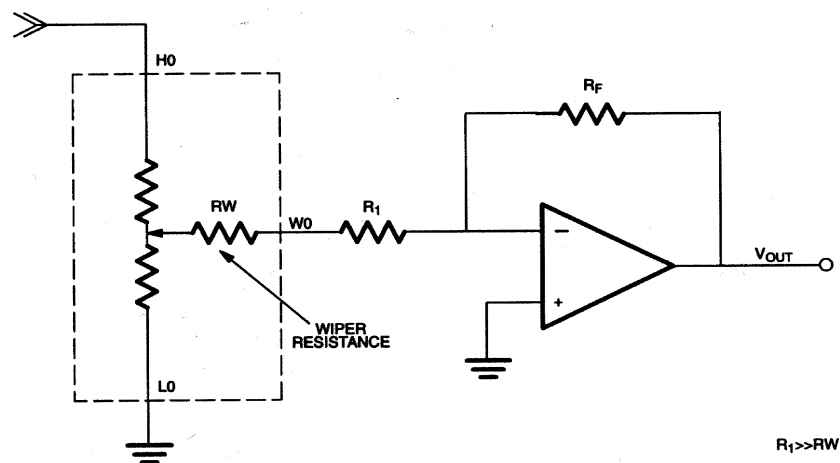 H0
RF
RW
W0
R1
WIPER
RESISTANCE
−
+
VOUT
L0
R1>>RW